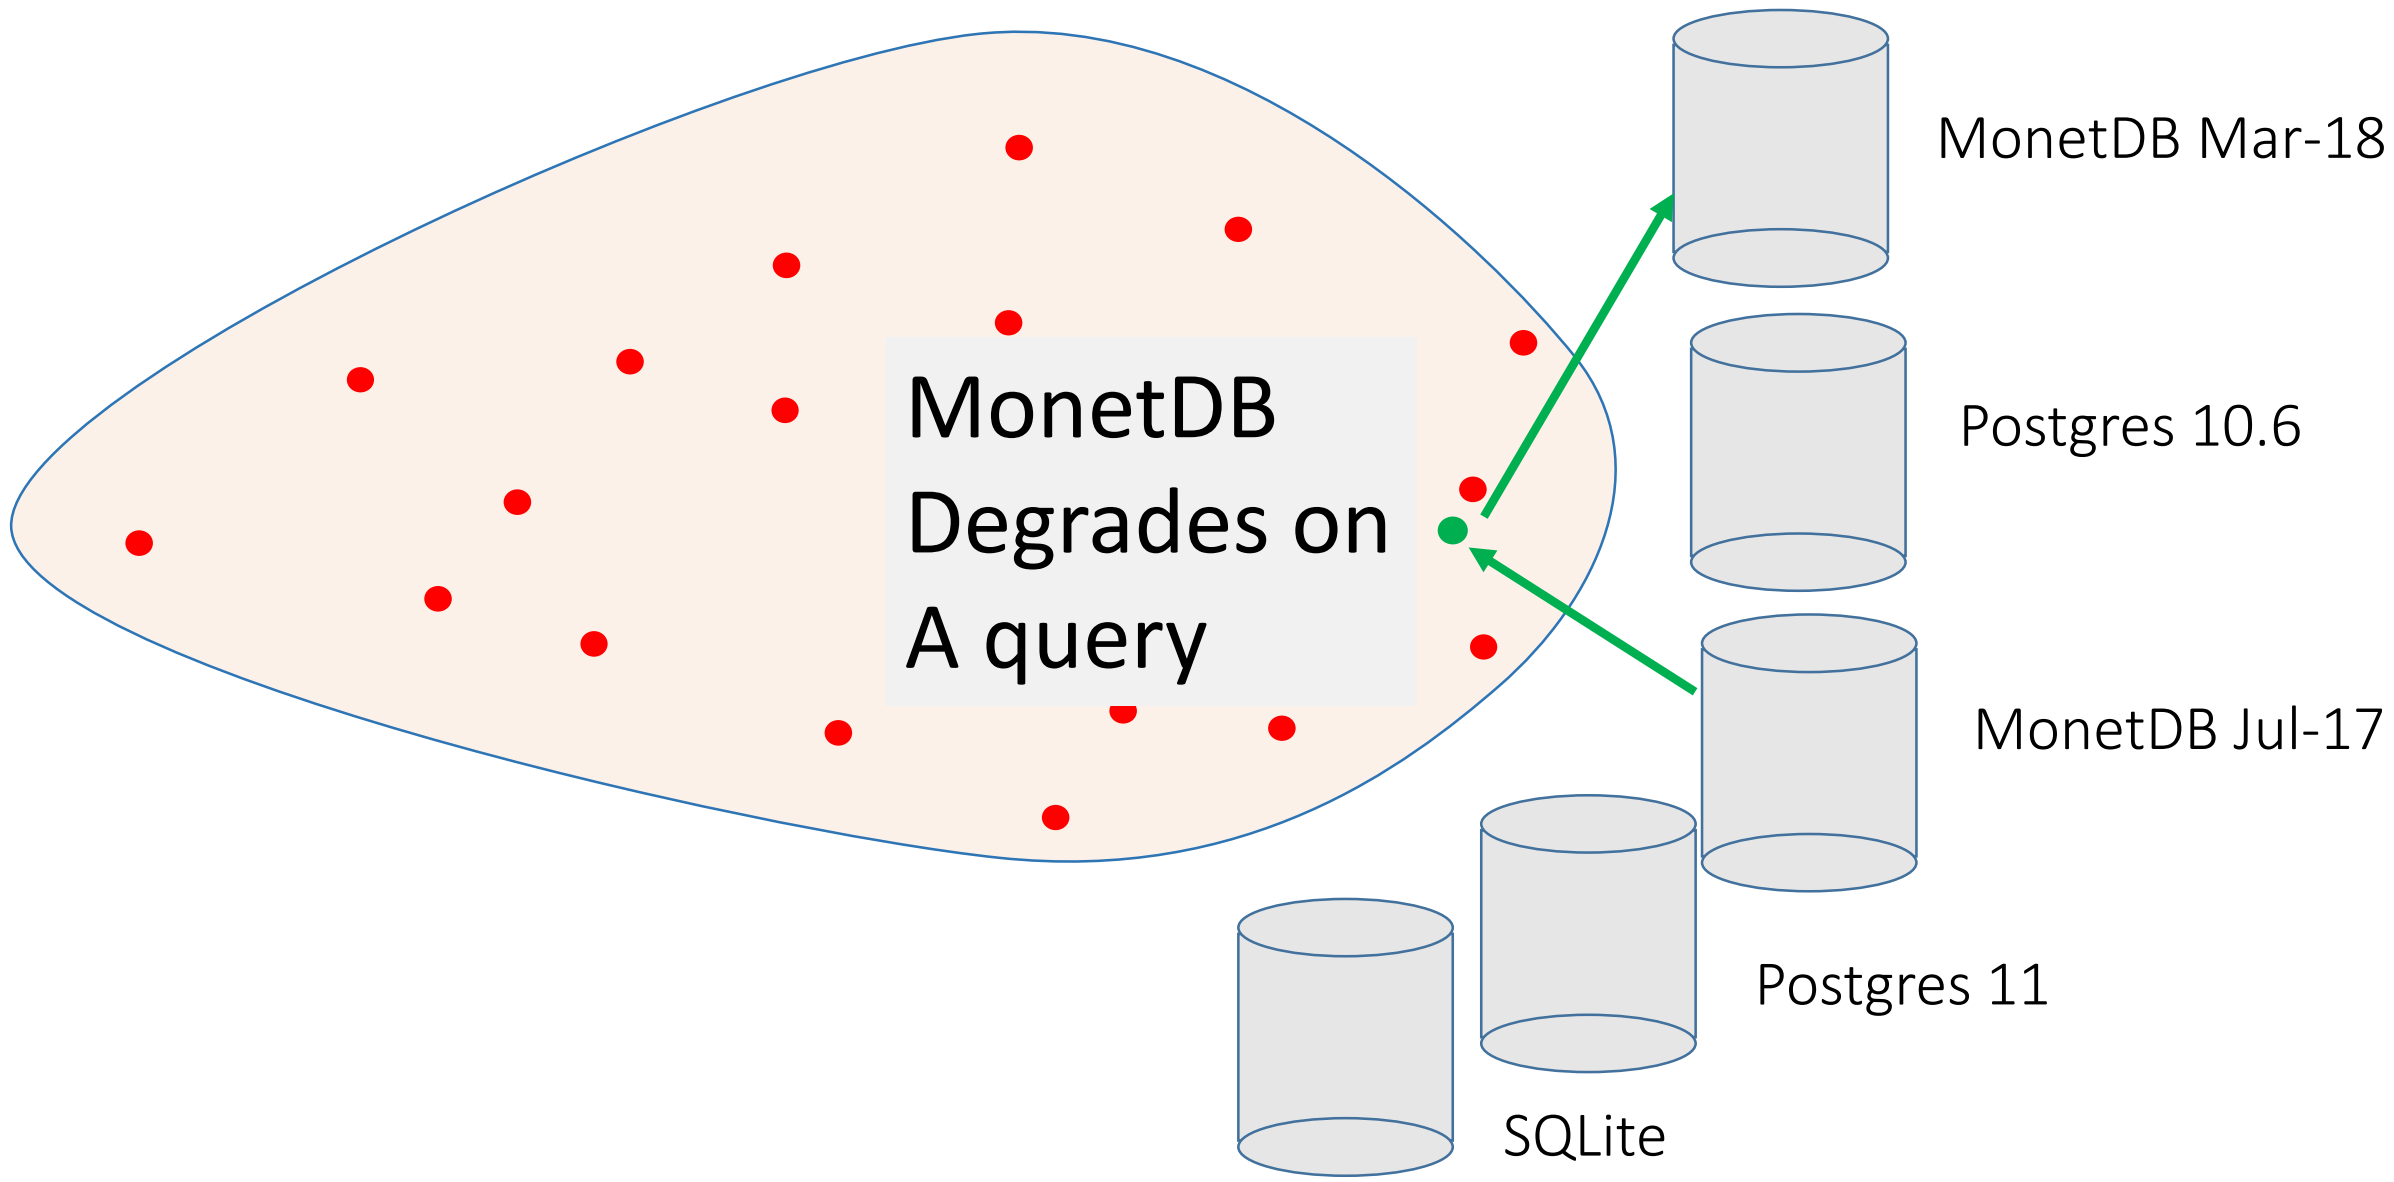 MonetDB
Degrades on
A query
MonetDB Mar-18
Postgres 10.6
MonetDB Jul-17
Postgres 11
SQLite